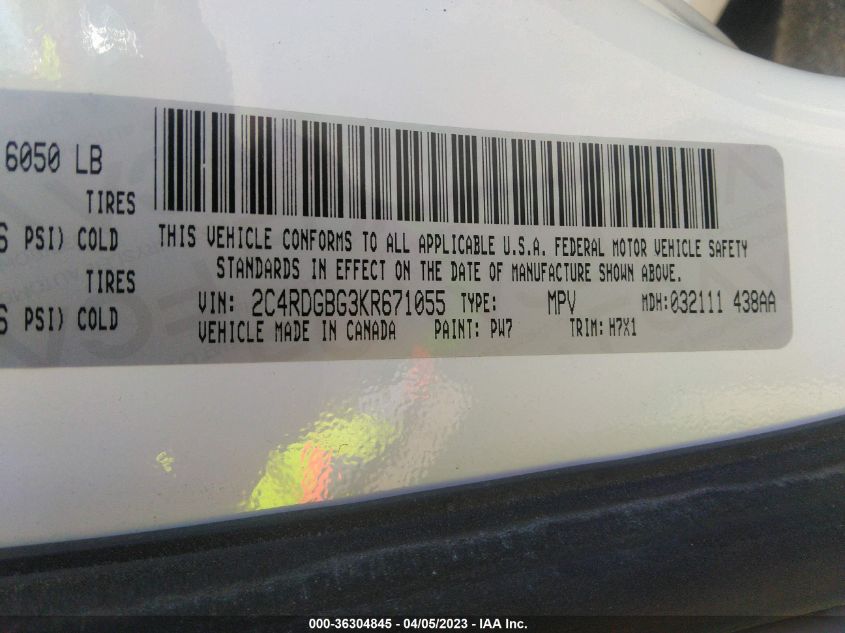 6050 LB
TIRES
PSI) COLD
TIRES
PSI) COLD
THIS VEHICLE CONFORMS TO ALL APPLICABLE U.S.A. FEDERAL MOTOR VEHICLE SAFETY
STANDARDS IN EFFECT ON THE DATE OF MANUFACTURE SHOWN ABOVE.
VIN: 2C4RDGBG3KR671055 TYPE: MPV MDH:032111 438AA
VEHICLE MADE IN CANADA PAINT: PW7 TRIM: H7X1
000-36304845 - 04/05/2023 - IAA Inc.